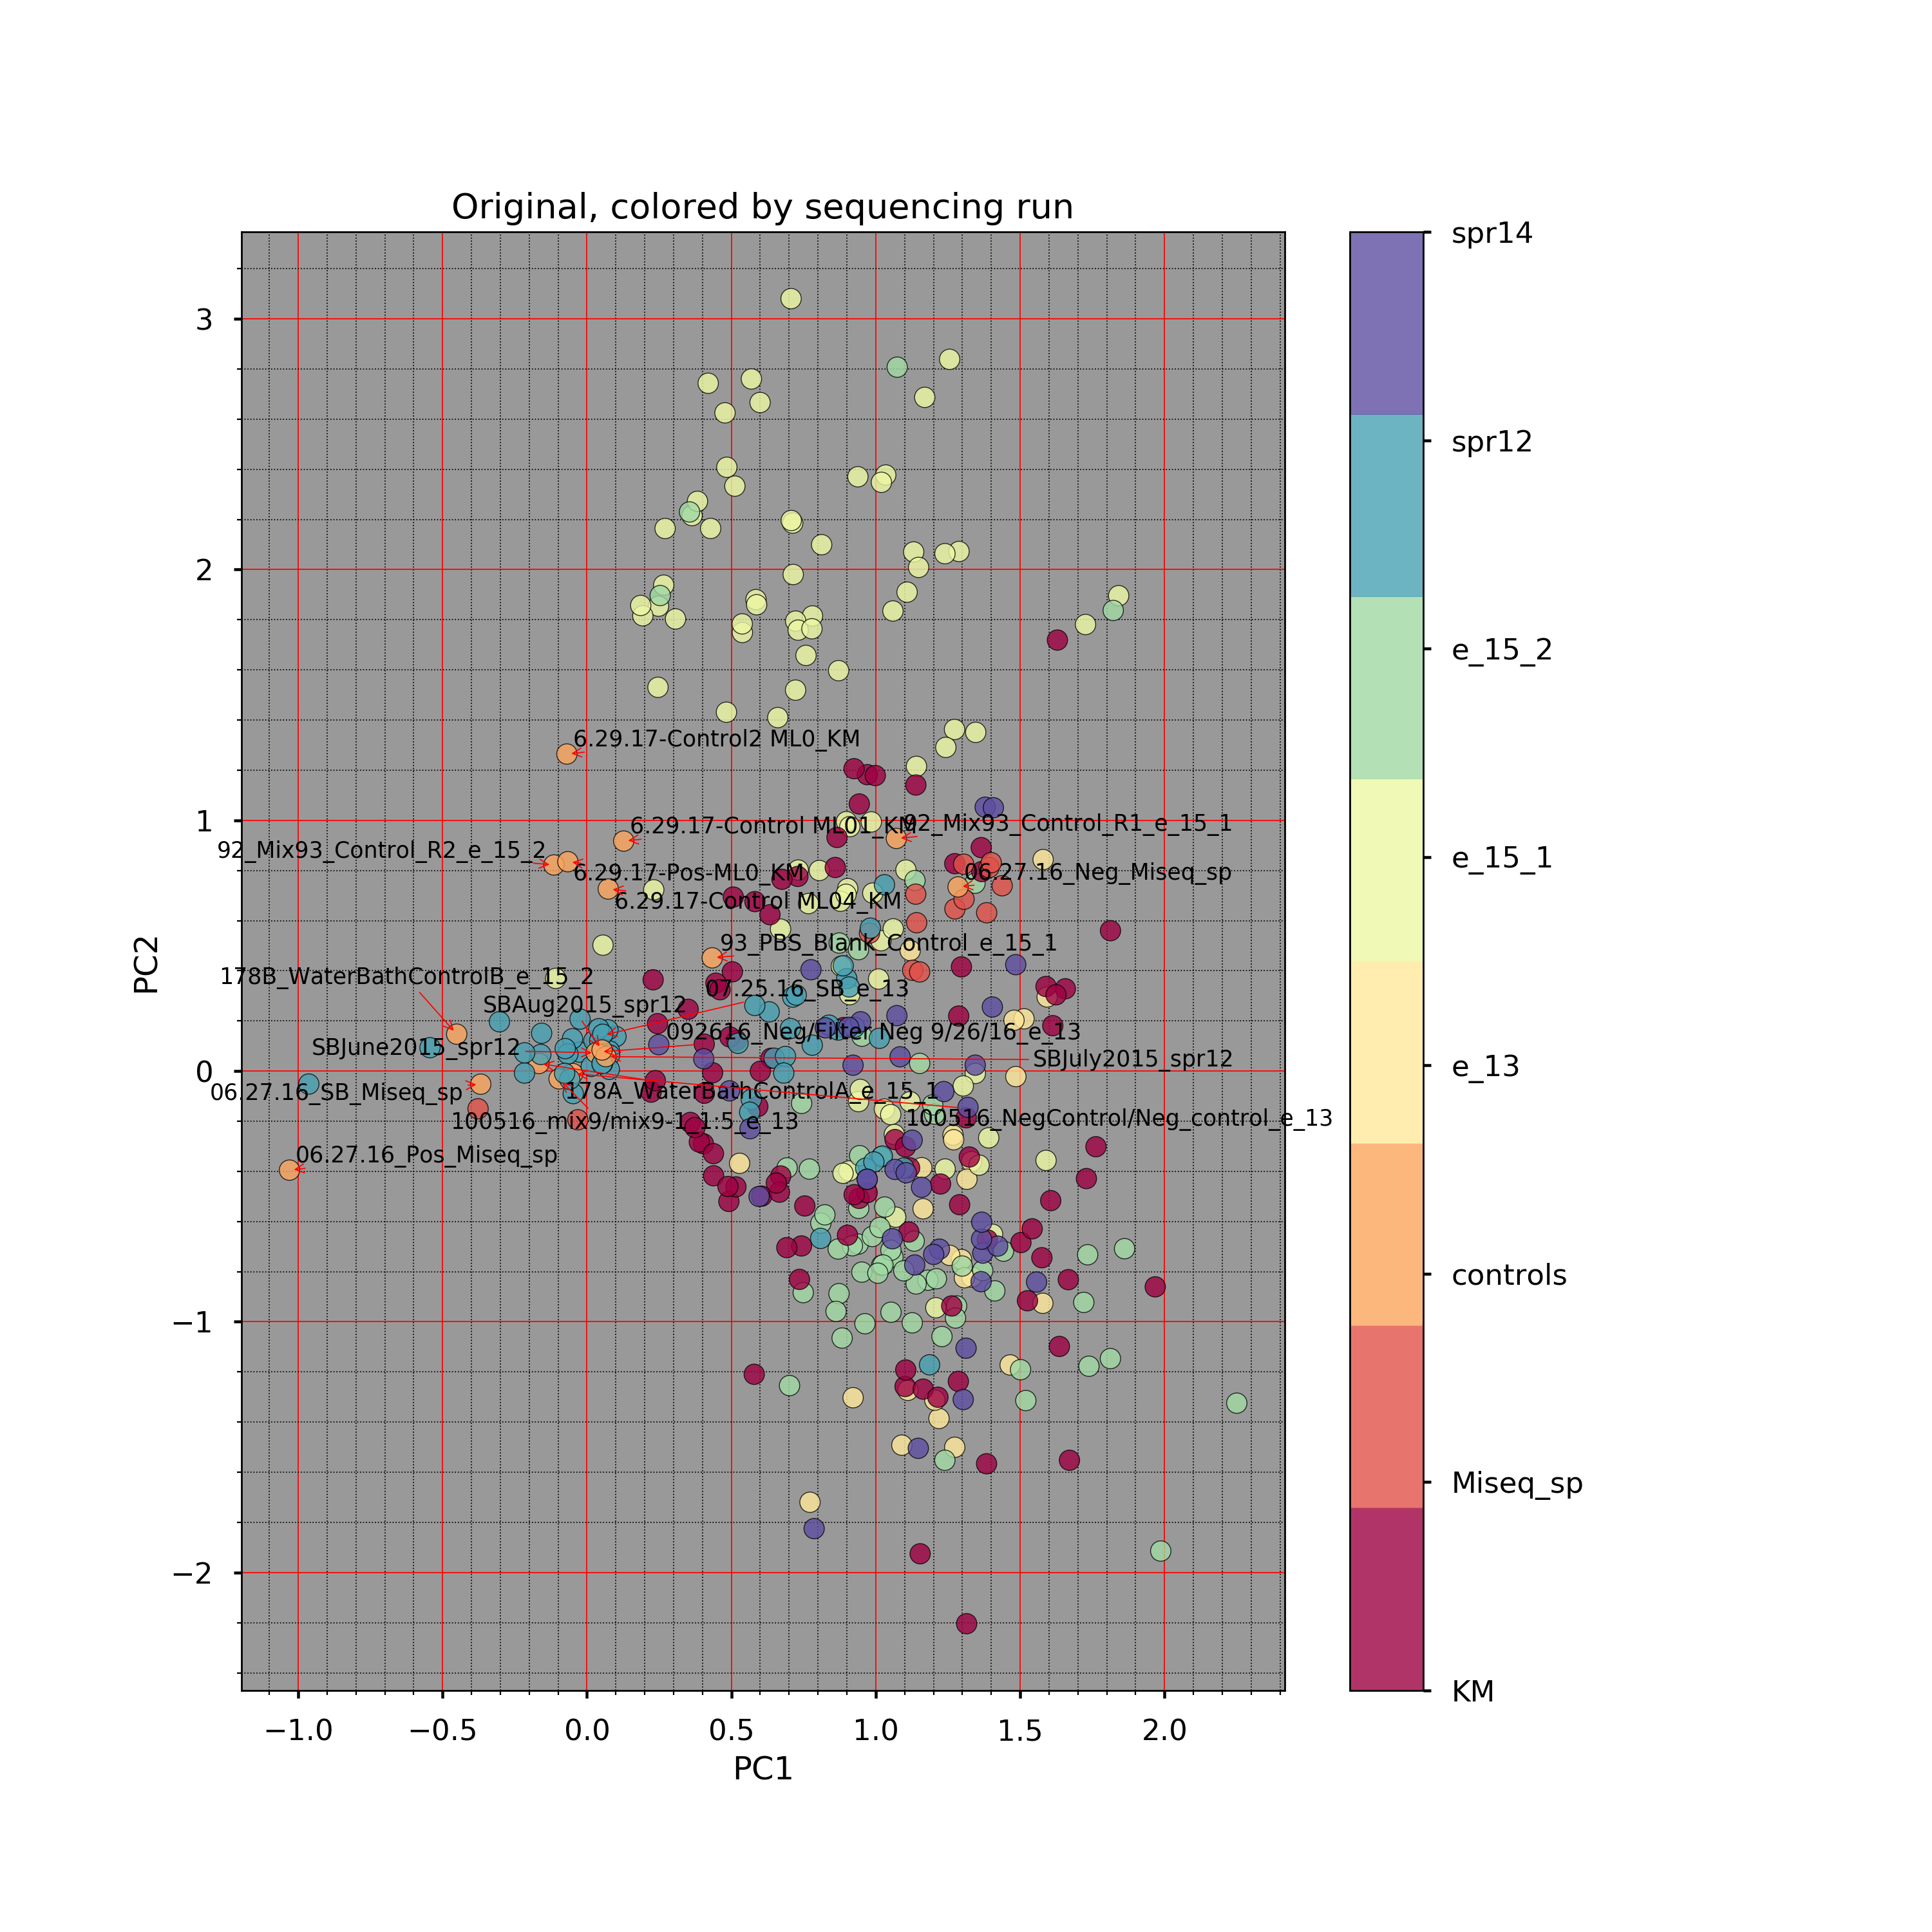 Original, colored by sequencing run
3
2
1
0
−1
−2
PC2
6.29.17-Control2 ML0_KM
6.29.17-Control ML01_KM
92_Mix93_Control_R1_e_15_1
92_Mix93_Control_R2_e_15_2
6.29.17-Pos-ML0_KM
06.27.16_Neg_Miseq_sp
6.29.17-Control ML04_KM
93_PBS_Blank_Control_e_15_1
178B_WaterBathControlB_e_15_2
07.25.16_SB_e_13
SBAug2015_spr12
092616_Neg/Filter Neg 9/26/16_e_13
SBJune2015_spr12
SBJuly2015_spr12
06.27.16_SB_Miseq_sp
178A_WaterBathControlA_e_15_1
100516_mix9/mix9-1_1:5_e_13
100516_NegControl/Neg_control_e_13
06.27.16_Pos_Miseq_sp
−1.0
−0.5
0.0
0.5
1.0
1.5
2.0
PC1
spr14
spr12
e_15_2
e_15_1
e_13
controls
Miseq_sp
KM